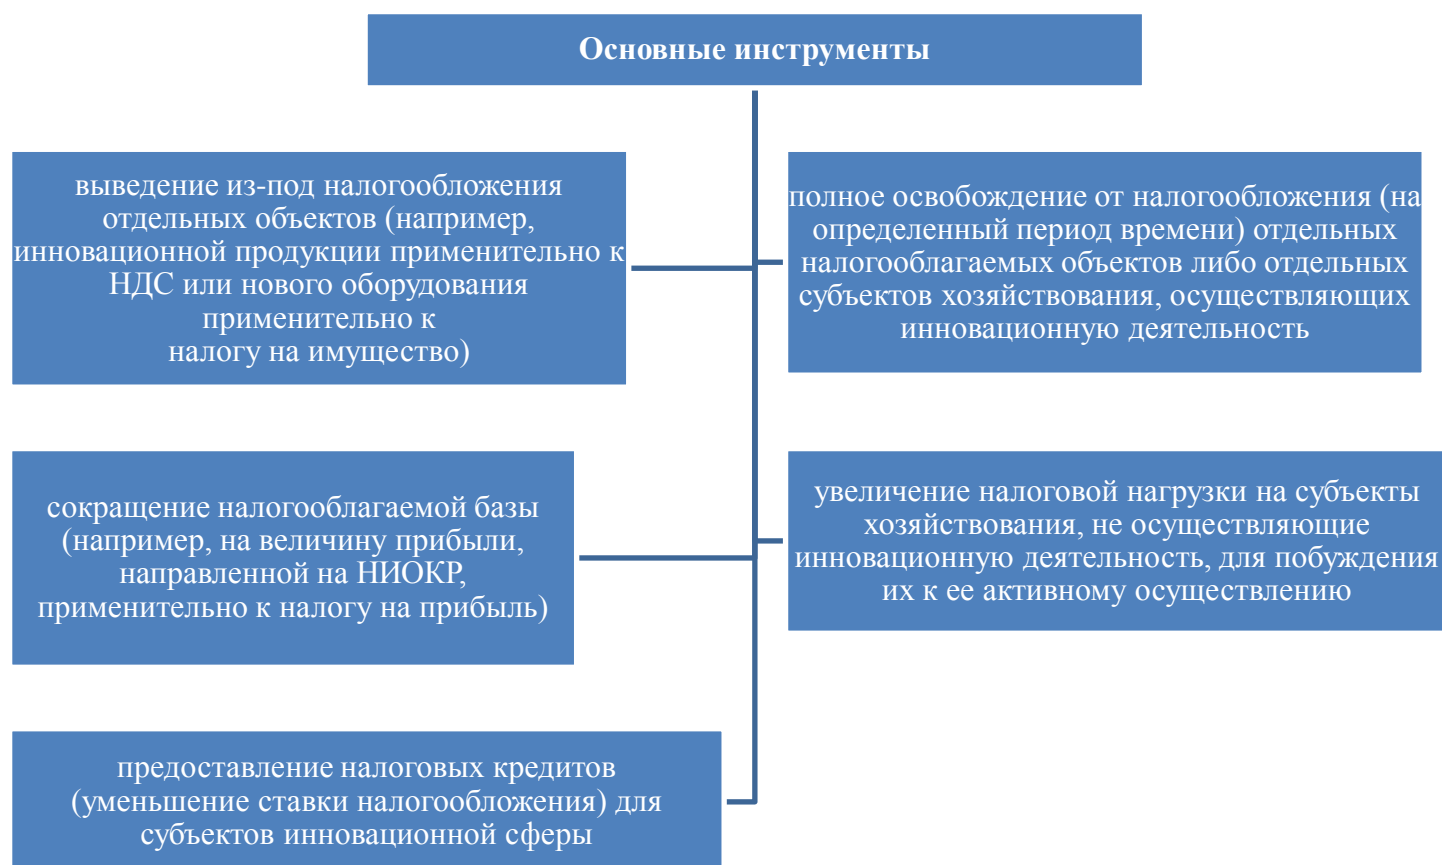 Основные инструменты
выведение из-под налогообложения
отдельных объектов (например,
инновационной продукции применительно к
НДС или нового оборудования
применительно к
налогу на имущество)
полное освобождение от налогообложения (на
определенный период времени) отдельных
налогооблагаемых объектов либо отдельных
субъектов хозяйствования, осуществляющих
инновационную деятельность
сокращение налогооблагаемой базы
(например, на величину прибыли,
направленной на НИОКР,
применительно к налогу на прибыль)
увеличение налоговой нагрузки на субъекты
хозяйствования, не осуществляющие
инновационную деятельность, для побуждения
их к ее активному осуществлению
предоставление налоговых кредитов
(уменьшение ставки налогообложения) для
субъектов инновационной сферы